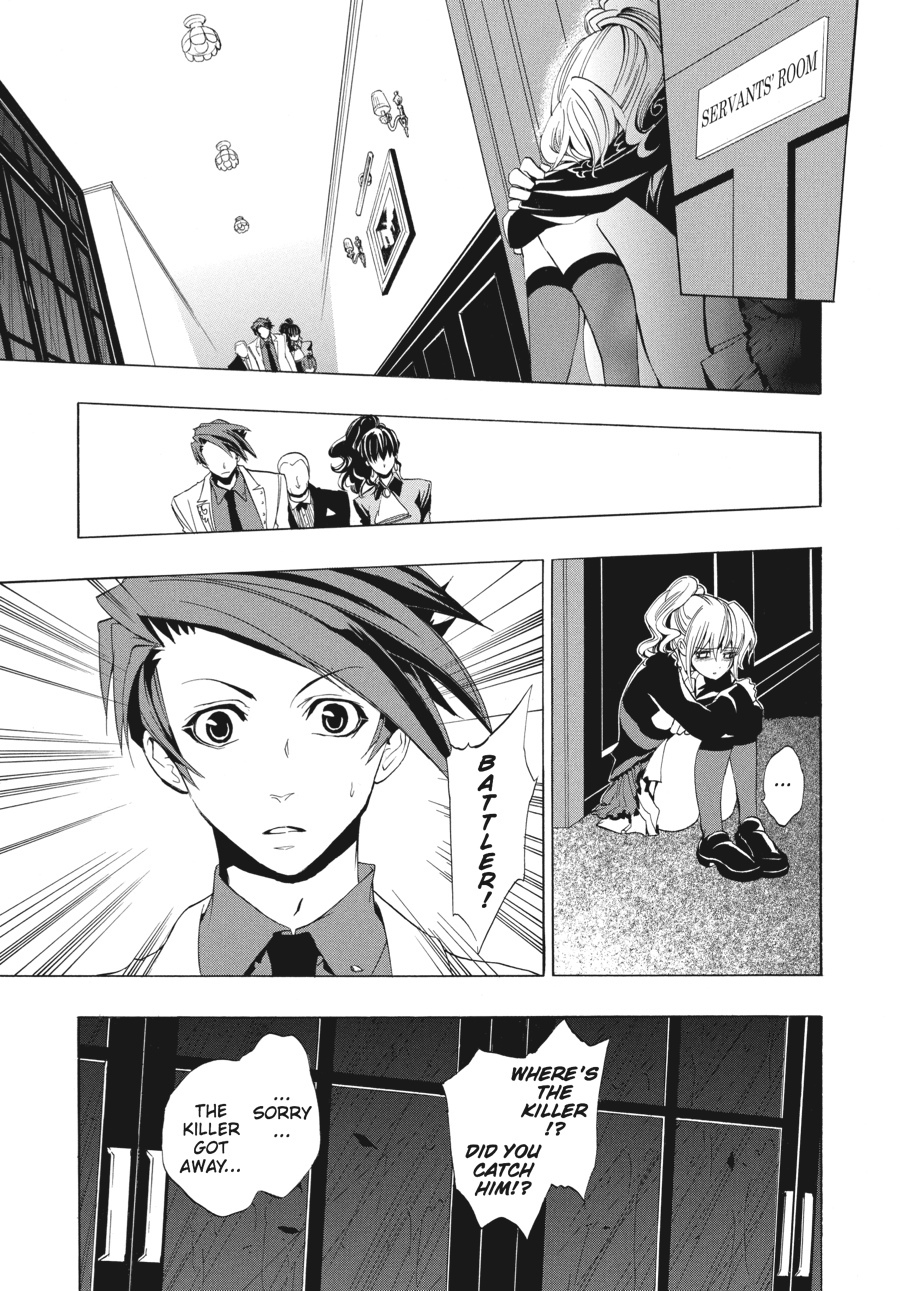 SERVANTS' ROOM
...
BATTLER!
WHERE'S
THE
KILLER
!?
DID YOU
CATCH
HIM!?
...
SORRY
...
THE
KILLER
GOT
AWAY...